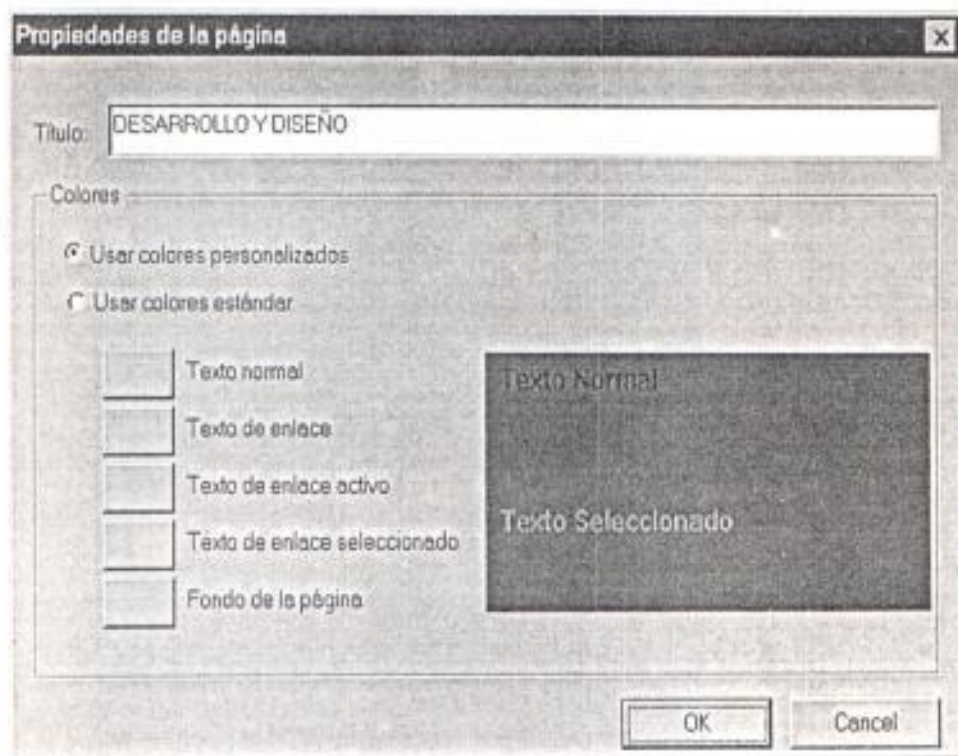 Propiedades de la página
Título: DESARROLLO Y DISEÑO
Colores
Usar colores personalizados
Usar colores estándar
Texto normal
Texto de enlace
Texto de enlace activo
Texto de enlace seleccionado
Fondo de la página
Texto Normal
Texto Seleccionado
OK Cancel